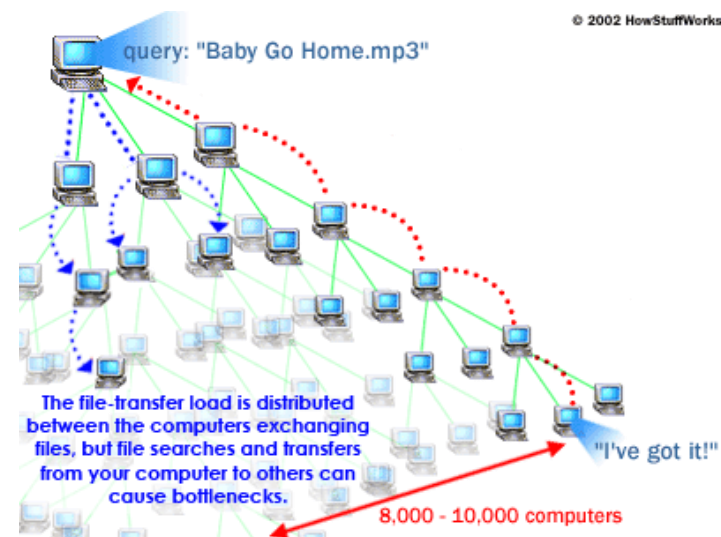 © 2002 HowStuffWorks
query: "Baby Go Home.mp3"
The file-transfer load is distributed
between the computers exchanging
files, but file searches and transfers
from your computer to others can
cause bottlenecks.
"I've got it!"
8,000 - 10,000 computers